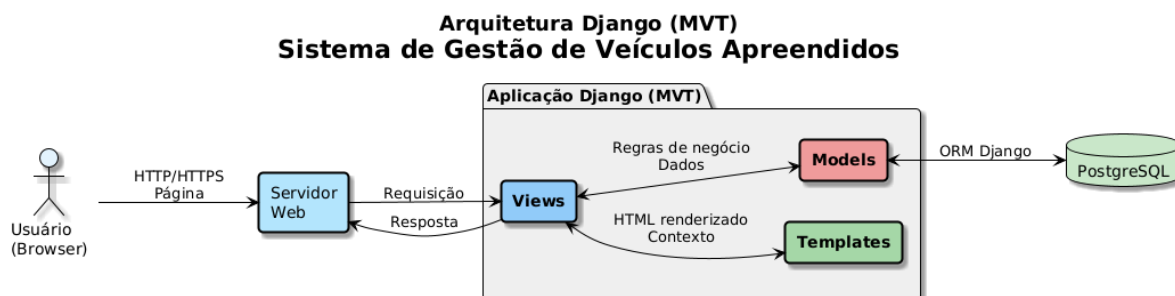 Arquitetura Django (MVT)
Sistema de Gestão de Veículos Apreendidos
Aplicação Django (MVT)
Usuário
(Browser)
HTTP/HTTPS
Página
Servidor
Web
Requisição
Resposta
Views
Regras de negócio
Dados
HTML renderizado
Contexto
Models
Templates
ORM Django
PostgreSQL